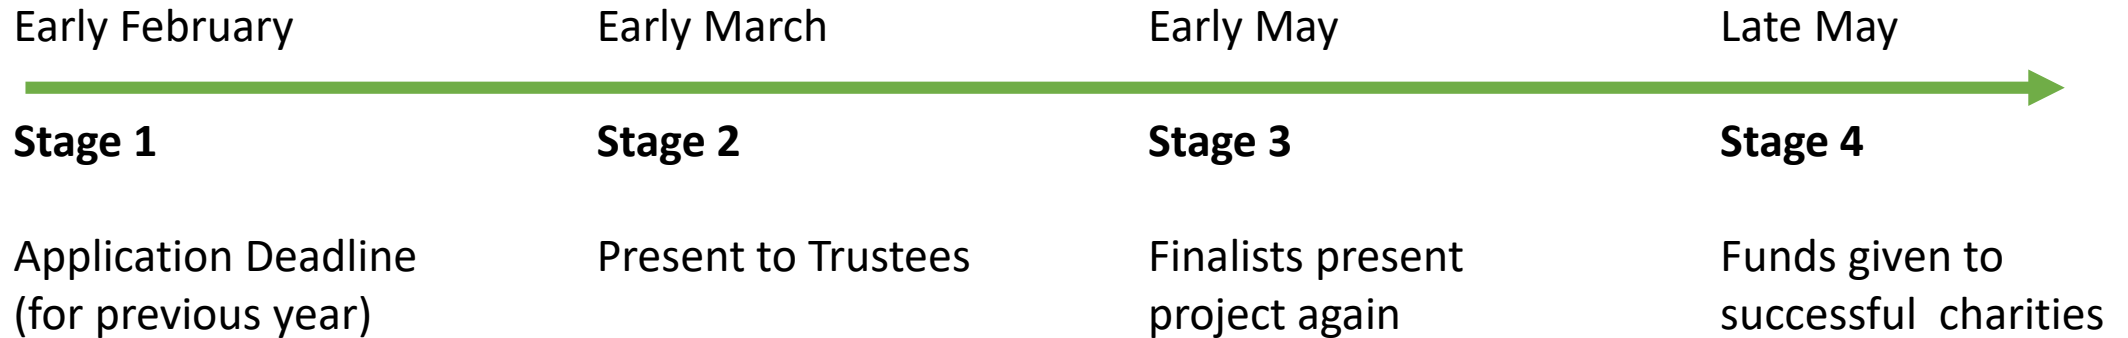 Early February
Early March
Early May
Late May
Stage 1
Stage 2
Stage 3
Stage 4
Application Deadline
(for previous year)
Present to Trustees
Finalists present
project again
Funds given to
successful  charities